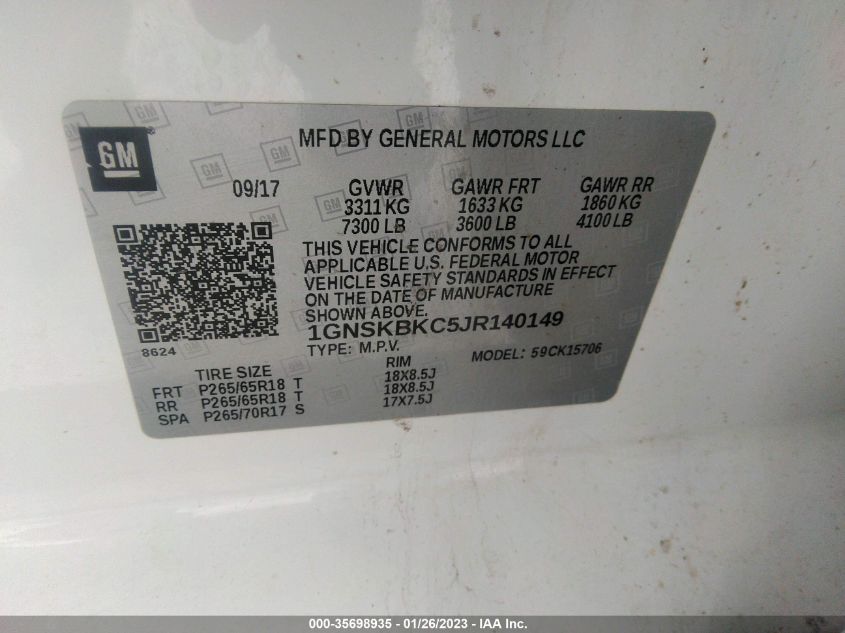 GM
MFD BY GENERAL MOTORS LLC
09/17 GVWR GAWR FRT GAWR RR
3311 KG 1633 KG 1860 KG
7300 LB 3600 LB 4100 LB
THIS VEHICLE CONFORMS TO ALL
APPLICABLE U.S. FEDERAL MOTOR
VEHICLE SAFETY STANDARDS IN EFFECT
ON THE DATE OF MANUFACTURE
SHOWN ABOVE.
1GNSKBKC5JR140149
8624
TYPE: M.P.V. MODEL: 59CK15706
TIRE SIZE RIM
FRT P265/65R18 T 18X8.5J
RR P265/65R18 T 18X8.5J
SPA P265/70R17 S 17X7.5J
000-35698935 - 01/26/2023 - IAA Inc.